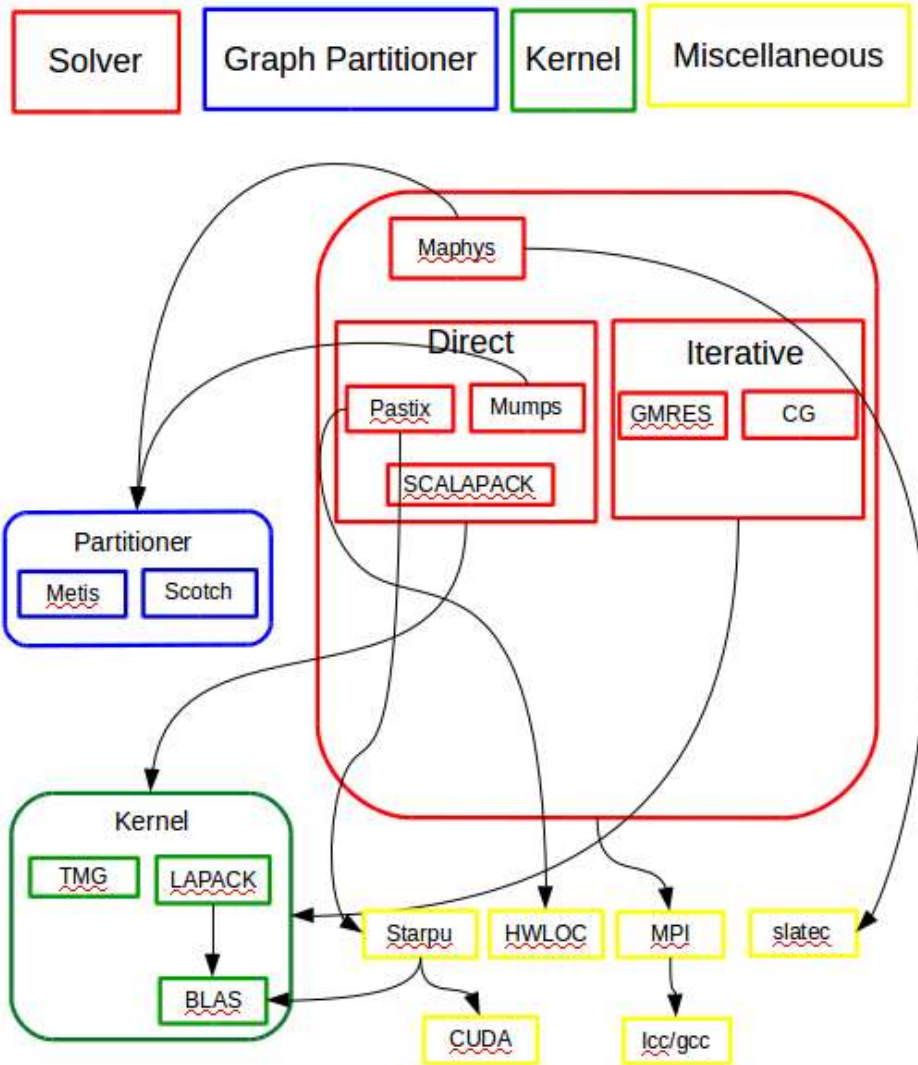 Solver
Graph Partitioner
Kernel
Miscellaneous
Maphys
Direct
Iterative
Pastix
Mumps
GMRES
CG
SCALAPACK
Partitioner
Metis
Scotch
Kernel
TMG
LAPACK
Starpu
HWLOC
MPI
slatec
BLAS
CUDA
Icc/gcc